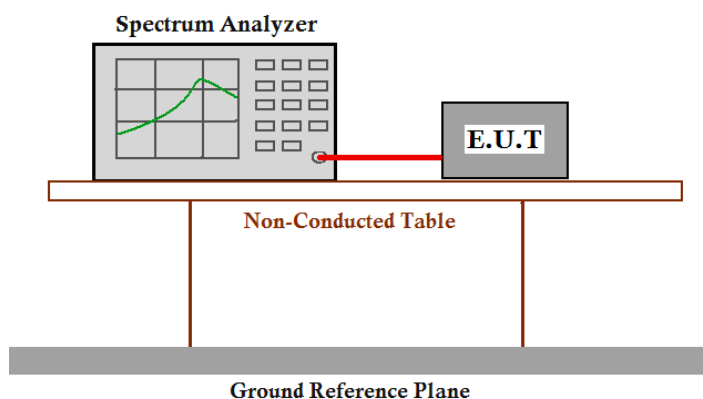 Spectrum Analyzer
E.U.T
Non-Conducted Table
Ground Reference Plane